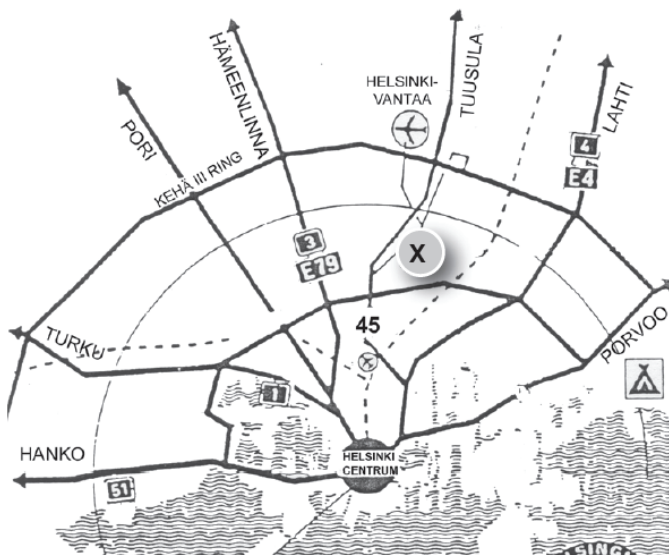 HÄMEENLINNA
TUUSULA
HELSINKI-
VANTAA
LAHTI
PORI
4
E4
KEHÄ III RING
3
E79
X
45
TURKU
PORVOO
1
HELSINKI
CENTRUM
HANKO
51